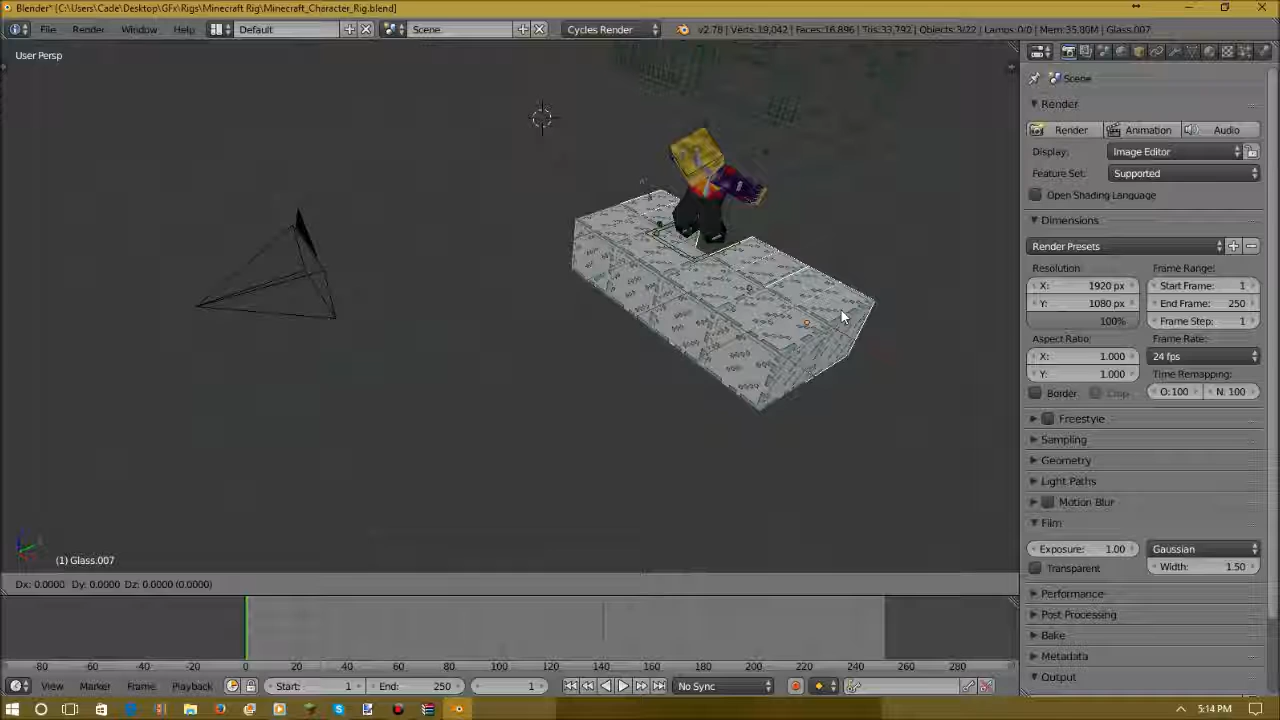 Blender* [C:\Users\Cade\Desktop\GFx\Rigs\Minecraft Rig\Minecraft_Character_Rig.blend]
File Render Window Help Default Scene Cycles Render v2.78 | Verts:19,042 | Faces:16,896 | Tris:33,792 | Objects:3/22 | Lamps:0/0 | Mem:35.80M | Glass.007
User Persp
Scene
Render
Render Animation Audio
Display: Image Editor
Feature Set: Supported
Open Shading Language
Dimensions
Render Presets
Resolution: Frame Range:
X: 1920 px Start Frame: 1
Y: 1080 px End Frame: 250
100% Frame Step: 1
Aspect Ratio: Frame Rate:
X: 1.000 24 fps
Y: 1.000 Time Remapping:
Border Crop O:100 N: 100
Freestyle
Sampling
Geometry
Light Paths
Motion Blur
Film
Exposure: 1.00 Gaussian
Transparent Width: 1.50
Performance
Post Processing
Bake
Metadata
Output
(1) Glass.007
Dx: 0.0000 Dy: 0.0000 Dz: 0.0000 (0.0000)
-80 -60 -40 -20 0 20 40 60 80 100 120 140 160 180 200 220 240 260 280
View Marker Frame Playback Start: 1 End: 250 1 No Sync
5:14 PM